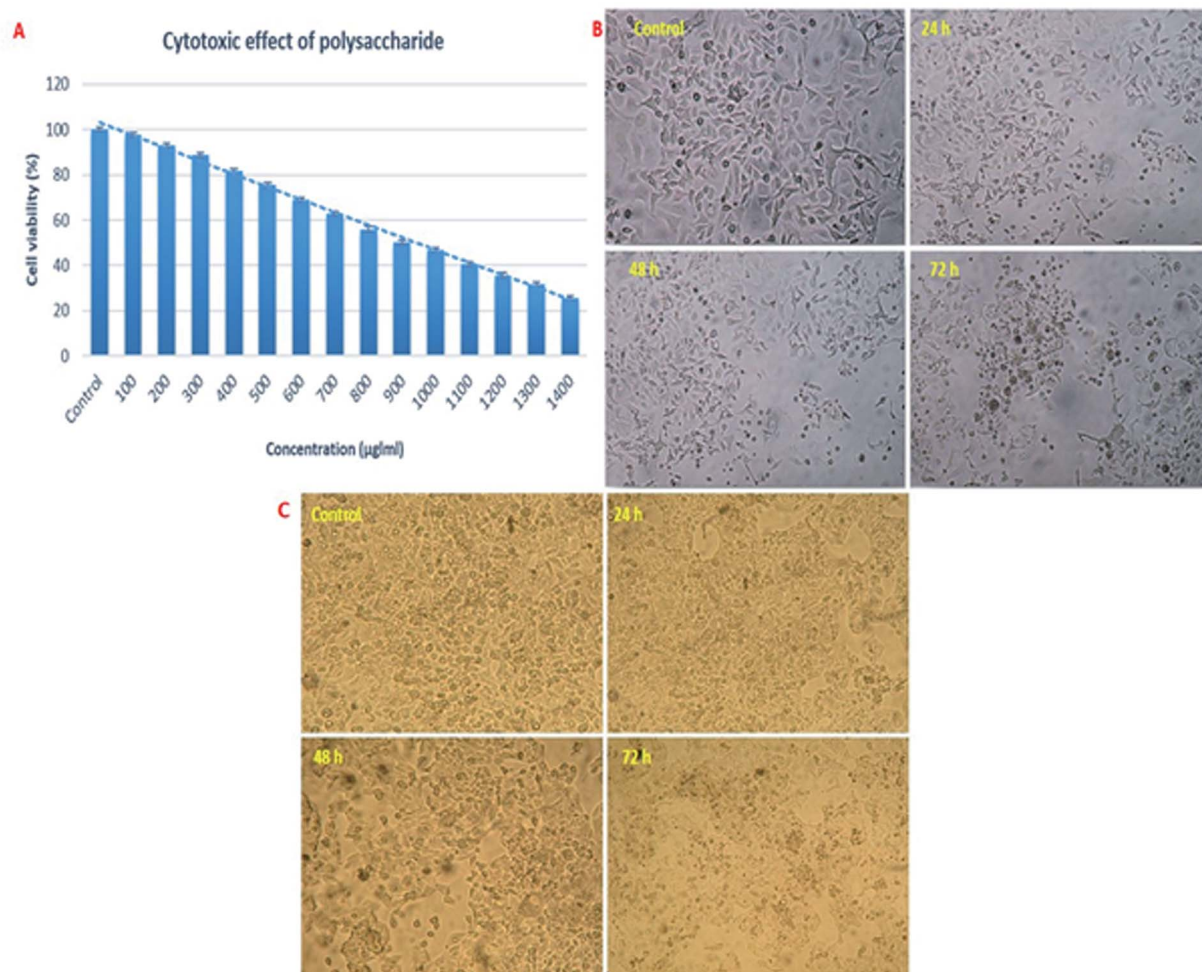 A
Cytotoxic effect of polysaccharide
Cell viability (%)
120
100
80
60
40
20
0
Control 100 200 300 400 500 600 700 800 900 1000 1100 1200 1300 1400
Concentration (µglml)
B
Control
24 h
48 h
72 h
C
Control
24 h
48 h
72 h